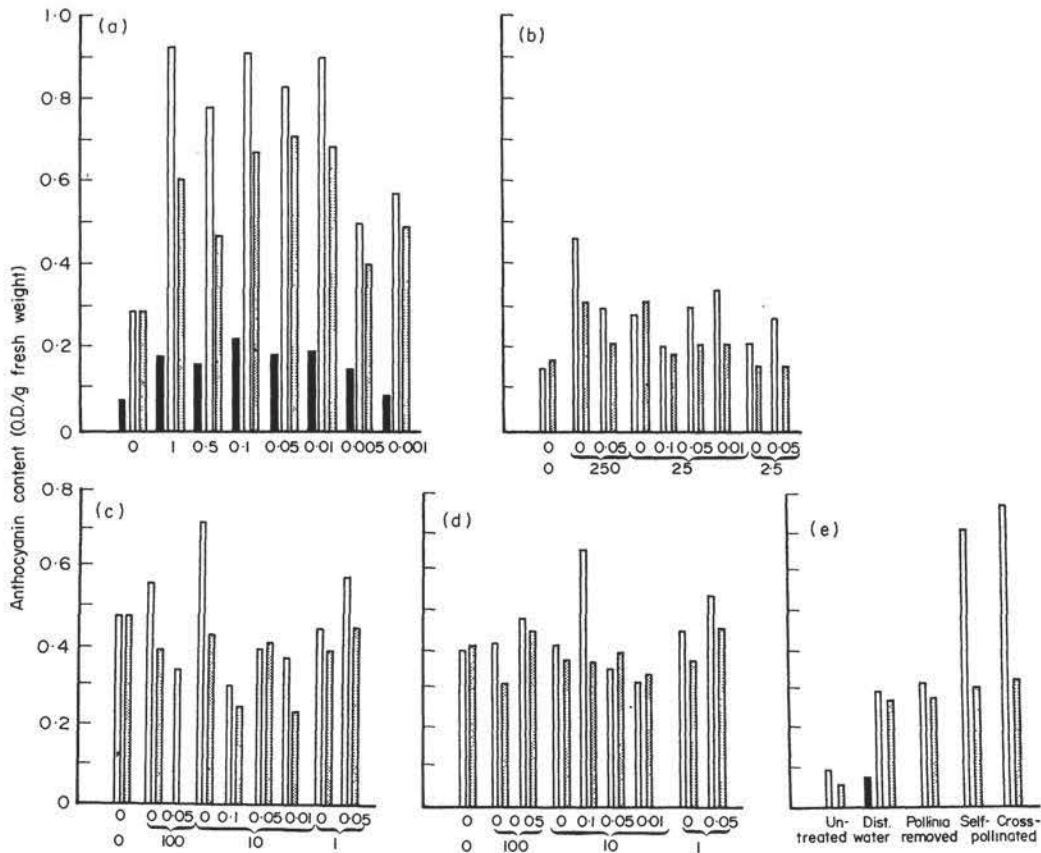 Anthocyanin content (O.D./g fresh weight)
(a)
1·0
0·8
0·6
0·4
0·2
0
0 1 0·5 0·1 0·05 0·01 0·005 0·001
(b)
0 0 0·05 0 0·1 0·05 0·01 0 0·05
0 250 25 2·5
(c)
0·8
0·6
0·4
0·2
0
0 0 0·05 0 0·1 0·05 0·01 0 0·05
0 100 10 1
(d)
0 0 0·05 0 0·1 0·05 0·01 0 0·05
0 100 10 1
(e)
Un- Dist. Pollinia Self- Cross-
treated water removed pollinated pollinated